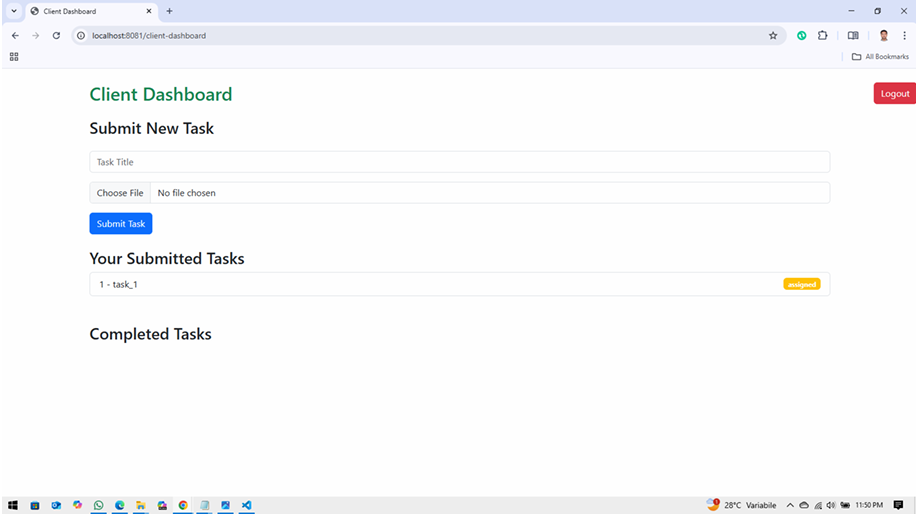 Client Dashboard
localhost:8081/client-dashboard
All Bookmarks
Client Dashboard
Logout
Submit New Task
Task Title
Choose File No file chosen
Submit Task
Your Submitted Tasks
1 - task_1 assigned
Completed Tasks
28°C Variabile 11:50 PM